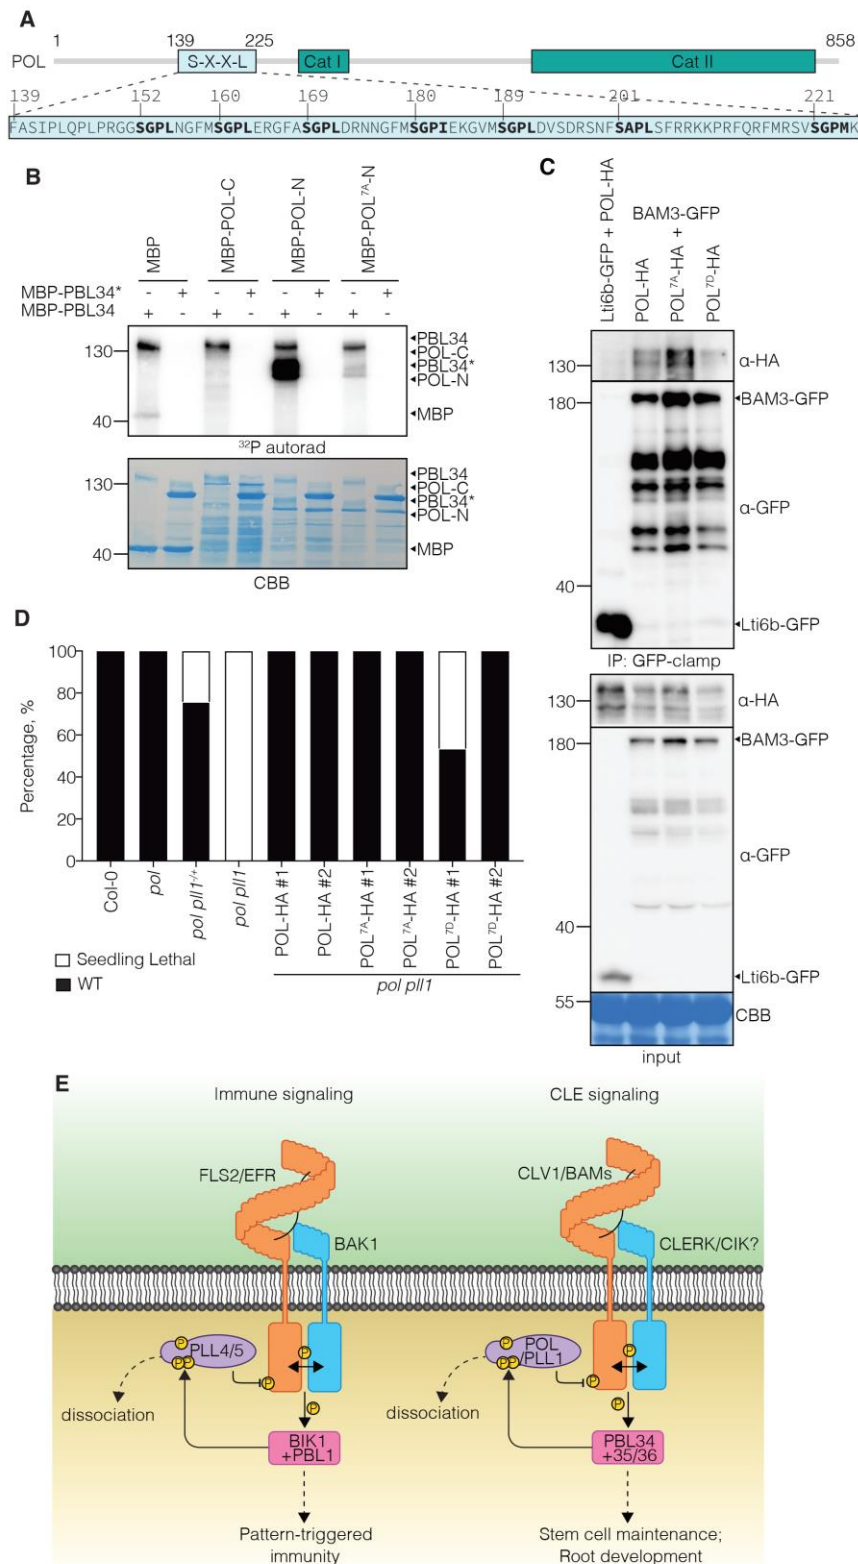 A
1 139 225 858
POL S-X-X-L Cat I Cat II
139 152 160 169 180 189 201 221
FASIPLQPLPRGGSGPLNGFMSGPLERGFASGPLDRNNGFMSGPIEKGVMSGPLDVSDRSNFSAPLSFRRKKPRFQRFMRSVSGPMK
B
MBP
MBP-POL-C
MBP-POL-N
MBP-POL7A-N
MBP-PBL34* - + - + - + - +
MBP-PBL34 + - + - + - + -
130
40
PBL34
POL-C
PBL34*
POL-N
MBP
32P autorad
130
40
PBL34
POL-C
PBL34*
POL-N
MBP
CBB
C
Lti6b-GFP + POL-HA
BAM3-GFP
+
POL-HA
POL7A-HA
POL7D-HA
130
α-HA
180
BAM3-GFP
α-GFP
40
Lti6b-GFP
IP: GFP-clamp
130
α-HA
180
BAM3-GFP
α-GFP
40
Lti6b-GFP
55
CBB
input
D
Percentage, %
100
80
60
40
20
0
Col-0
pol
pol pll1-/+
pol pll1
POL-HA #1
POL-HA #2
POL7A-HA #1
POL7A-HA #2
POL7D-HA #1
POL7D-HA #2
pol pll1
Seedling Lethal
WT
E
Immune signaling
FLS2/EFR
BAK1
P
P
P P
PLL4/5
P
P
dissociation
BIK1
+PBL1
Pattern-triggered
immunity
CLE signaling
CLV1/BAMs
CLERK/CIK?
P
P
P P
POL
/PLL1
P
P
dissociation
PBL34
+35/36
Stem cell maintenance;
Root development